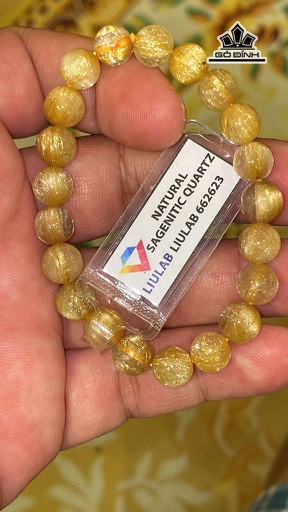 GỖ ĐỈNH
NATURAL
SAGENITIC QUARTZ
LIULAB LIULAB 662623